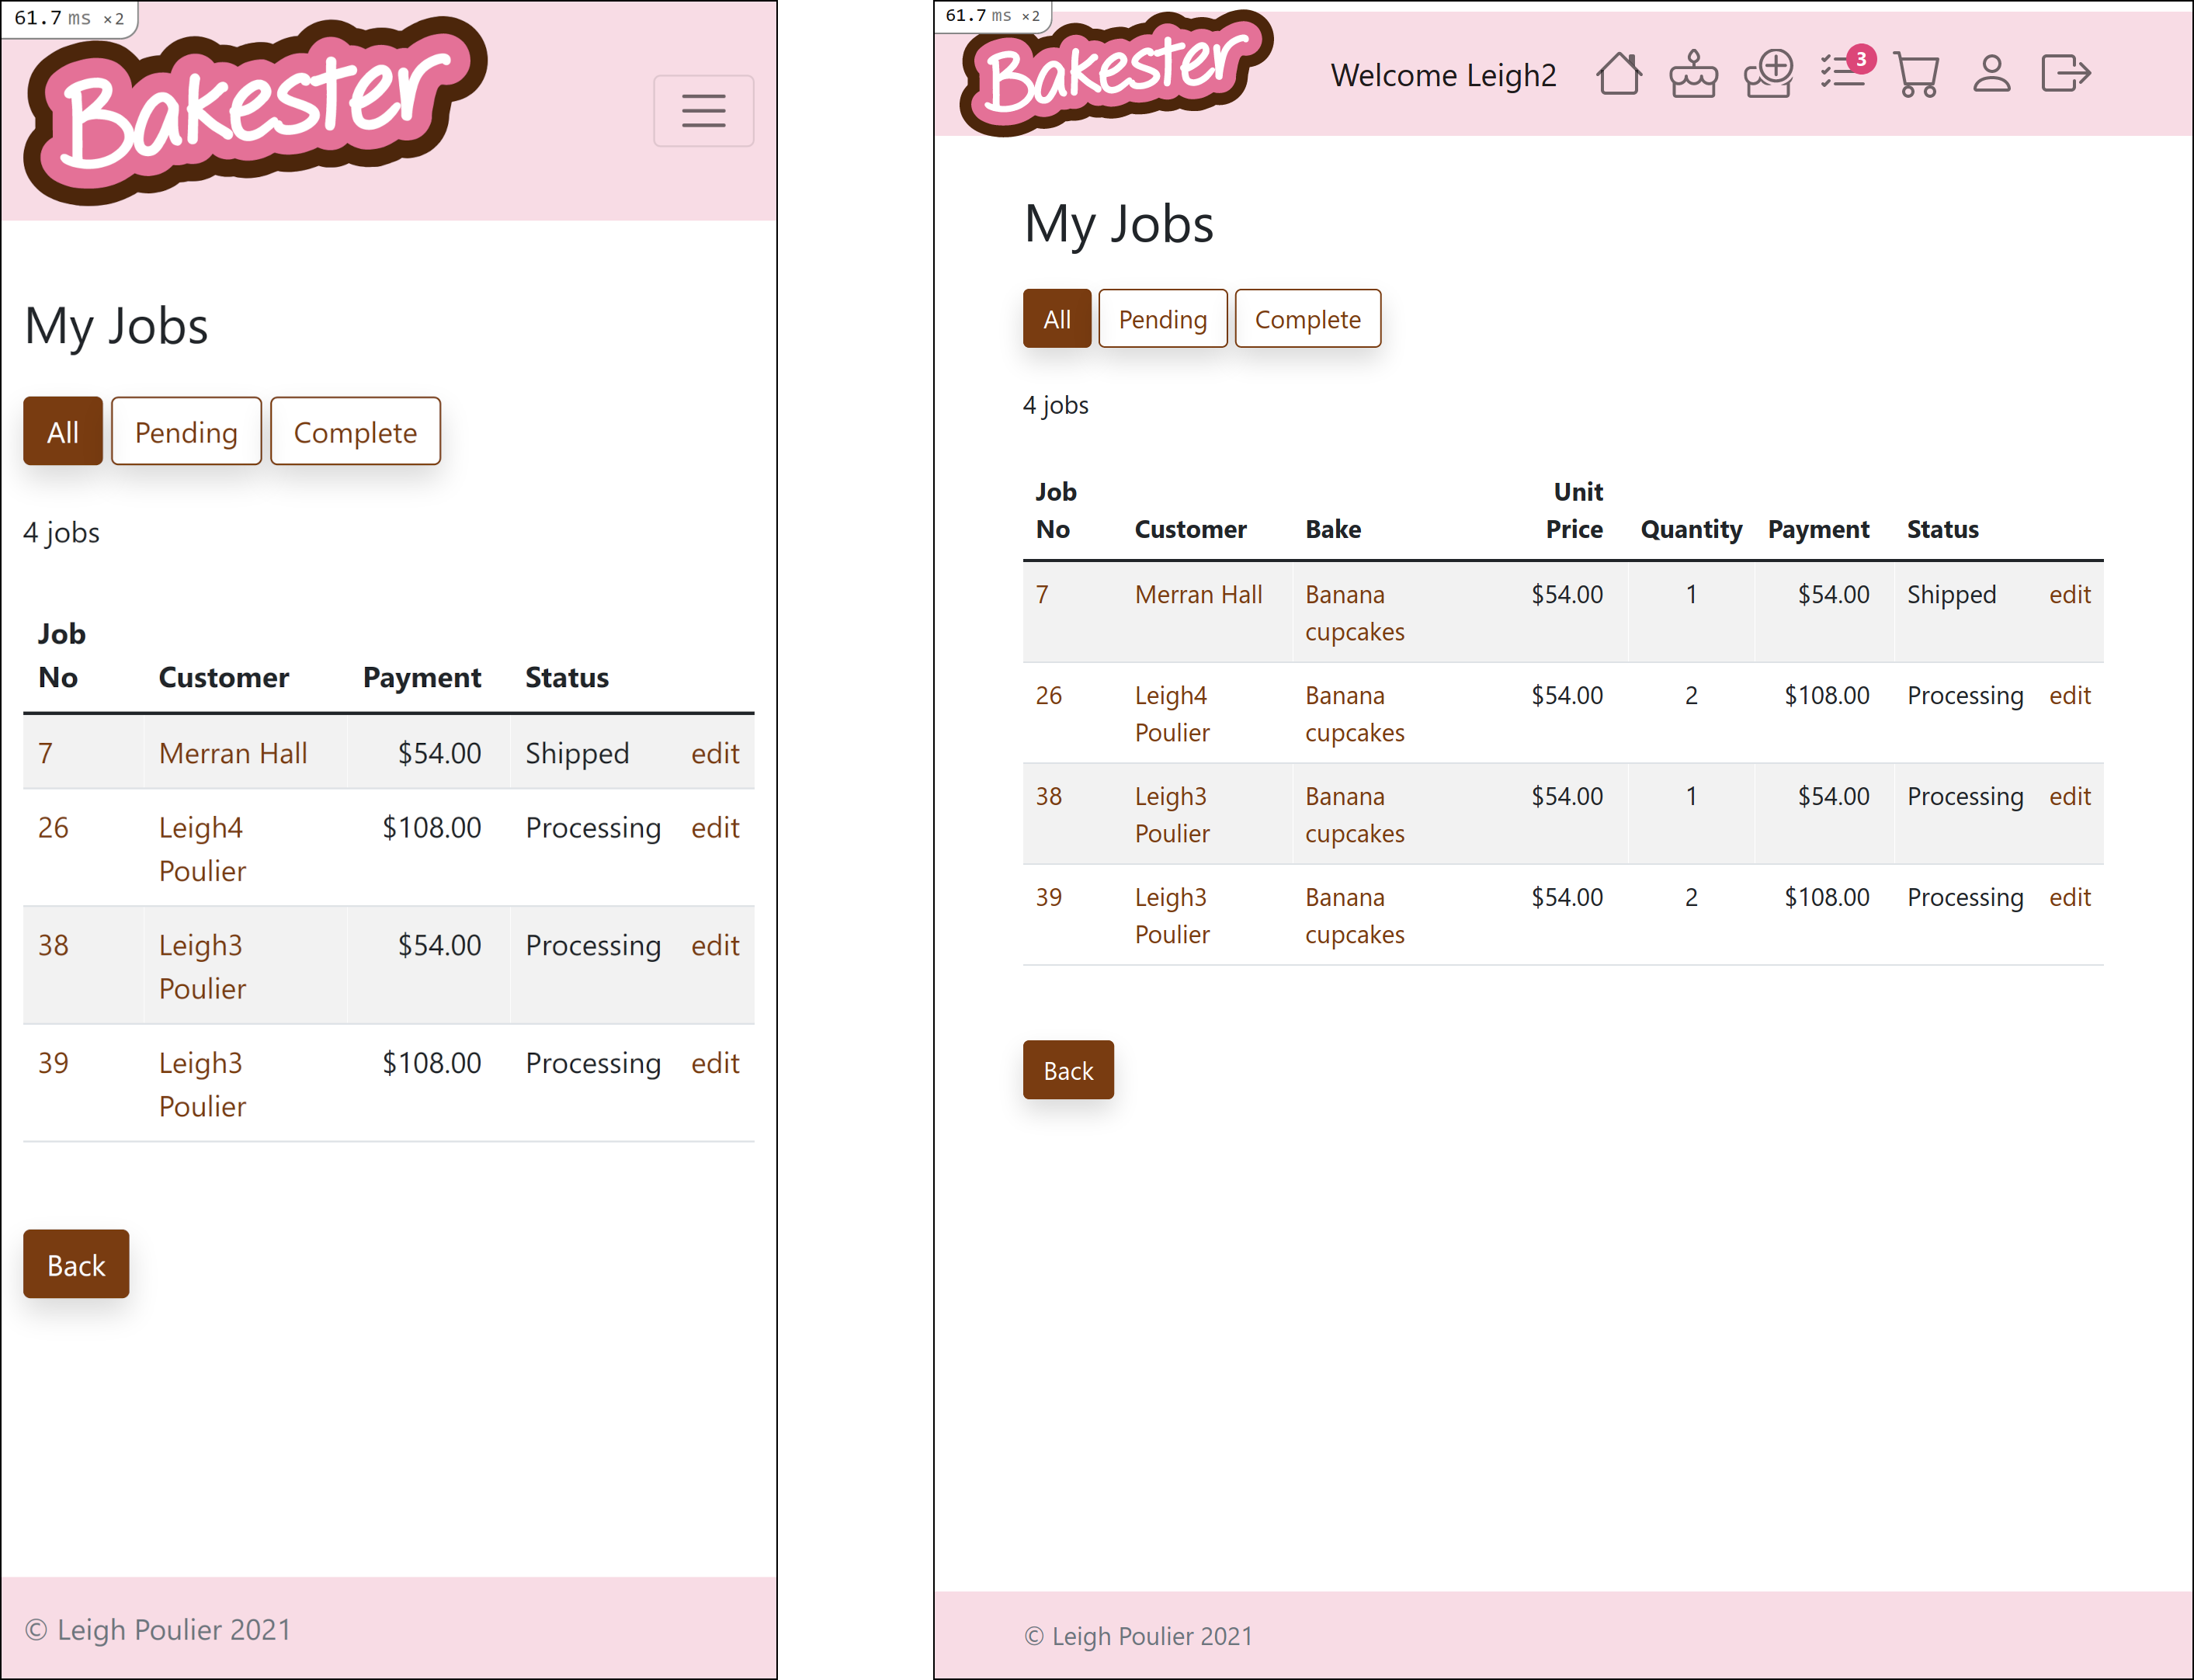 61.7 ms ×2
Bakester
My Jobs
All Pending Complete
4 jobs
Job
No Customer Payment Status
7 Merran Hall $54.00 Shipped edit
26 Leigh4 $108.00 Processing edit
Poulier
38 Leigh3 $54.00 Processing edit
Poulier
39 Leigh3 $108.00 Processing edit
Poulier
Back
© Leigh Poulier 2021
61.7 ms ×2
Bakester
Welcome Leigh2
3
My Jobs
All Pending Complete
4 jobs
Job Unit
No Customer Bake Price Quantity Payment Status
7 Merran Hall Banana $54.00 1 $54.00 Shipped edit
cupcakes
26 Leigh4 Banana $54.00 2 $108.00 Processing edit
Poulier cupcakes
38 Leigh3 Banana $54.00 1 $54.00 Processing edit
Poulier cupcakes
39 Leigh3 Banana $54.00 2 $108.00 Processing edit
Poulier cupcakes
Back
© Leigh Poulier 2021